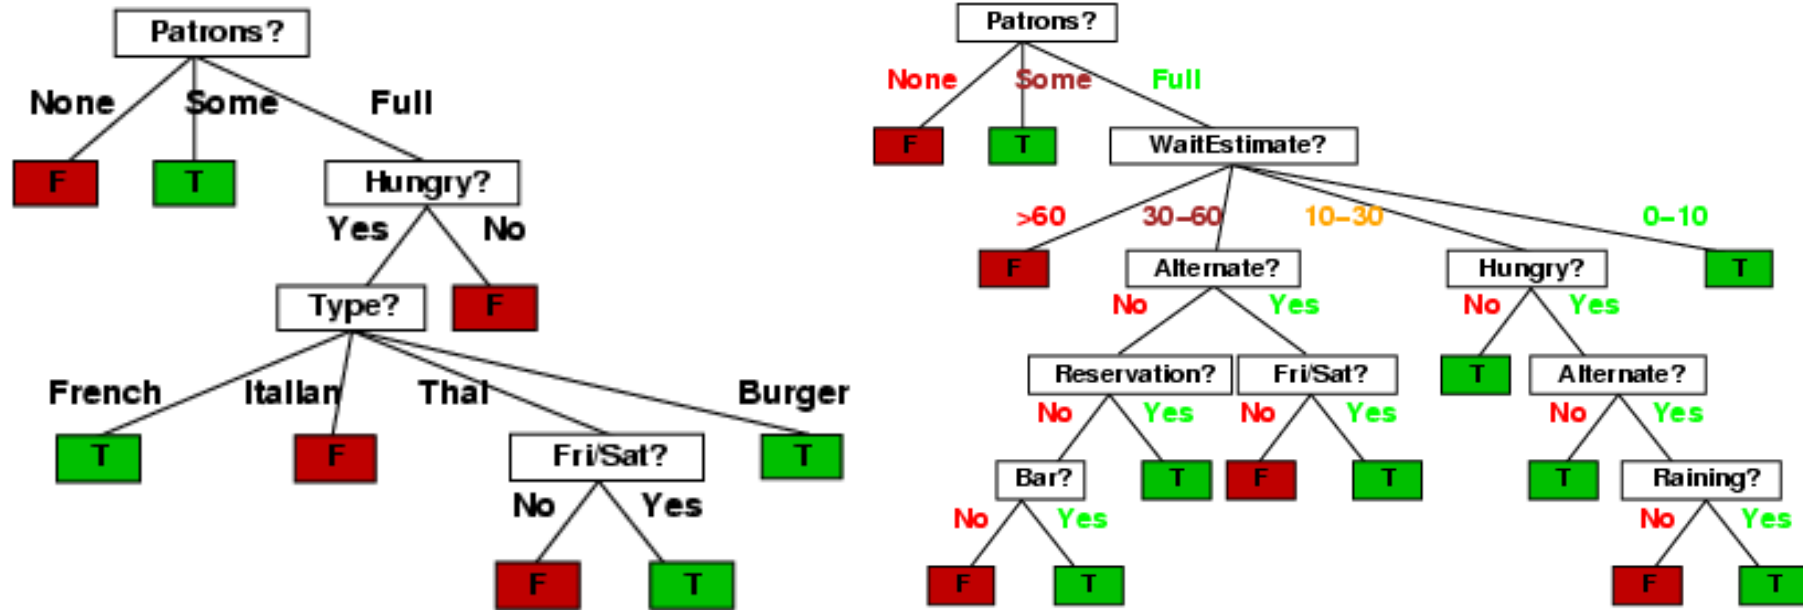 Patrons?
None Some Full
F T Hungry?
Yes No
Type? F
French Italian Thai Burger
T F Fri/Sat? T
No Yes
F T
Patrons?
None Some Full
F T WaitEstimate?
>60 30–60 10–30 0–10
F Alternate? Hungry? T
No Yes No Yes
Reservation? Fri/Sat? T Alternate?
No Yes No Yes No Yes
Bar? T F T T Raining?
No Yes No Yes
F T F T